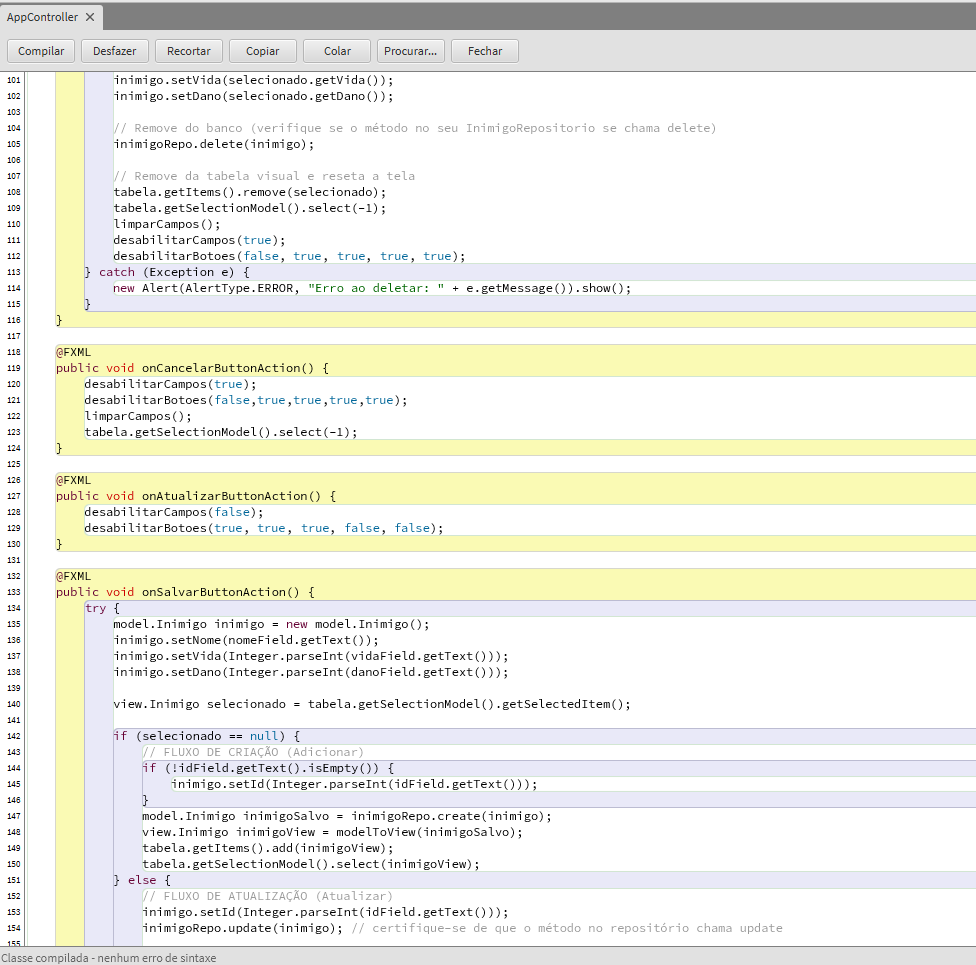 AppController ✕
Compilar Desfazer Recortar Copiar Colar Procurar... Fechar
101 inimigo.setVida(selecionado.getVida());
102 inimigo.setDano(selecionado.getDano());
103
104 // Remove do banco (verifique se o método no seu InimigoRepositorio se chama delete)
105 inimigoRepo.delete(inimigo);
106
107 // Remove da tabela visual e reseta a tela
108 tabela.getItems().remove(selecionado);
109 tabela.getSelectionModel().select(-1);
110 limparCampos();
111 desabilitarCampos(true);
112 desabilitarBotoes(false, true, true, true, true);
113 } catch (Exception e) {
114 new Alert(AlertType.ERROR, "Erro ao deletar: " + e.getMessage()).show();
115 }
116 }
117
118 @FXML
119 public void onCancelarButtonAction() {
120 desabilitarCampos(true);
121 desabilitarBotoes(false,true,true,true,true);
122 limparCampos();
123 tabela.getSelectionModel().select(-1);
124 }
125
126 @FXML
127 public void onAtualizarButtonAction() {
128 desabilitarCampos(false);
129 desabilitarBotoes(true, true, true, false, false);
130 }
131
132 @FXML
133 public void onSalvarButtonAction() {
134 try {
135 model.Inimigo inimigo = new model.Inimigo();
136 inimigo.setNome(nomeField.getText());
137 inimigo.setVida(Integer.parseInt(vidaField.getText()));
138 inimigo.setDano(Integer.parseInt(danoField.getText()));
139
140 view.Inimigo selecionado = tabela.getSelectionModel().getSelectedItem();
141
142 if (selecionado == null) {
143 // FLUXO DE CRIAÇÃO (Adicionar)
144 if (!idField.getText().isEmpty()) {
145 inimigo.setId(Integer.parseInt(idField.getText()));
146 }
147 model.Inimigo inimigoSalvo = inimigoRepo.create(inimigo);
148 view.Inimigo inimigoView = modelToView(inimigoSalvo);
149 tabela.getItems().add(inimigoView);
150 tabela.getSelectionModel().select(inimigoView);
151 } else {
152 // FLUXO DE ATUALIZAÇÃO (Atualizar)
153 inimigo.setId(Integer.parseInt(idField.getText()));
154 inimigoRepo.update(inimigo); // certifique-se de que o método no repositório chama update
155
Classe compilada - nenhum erro de sintaxe